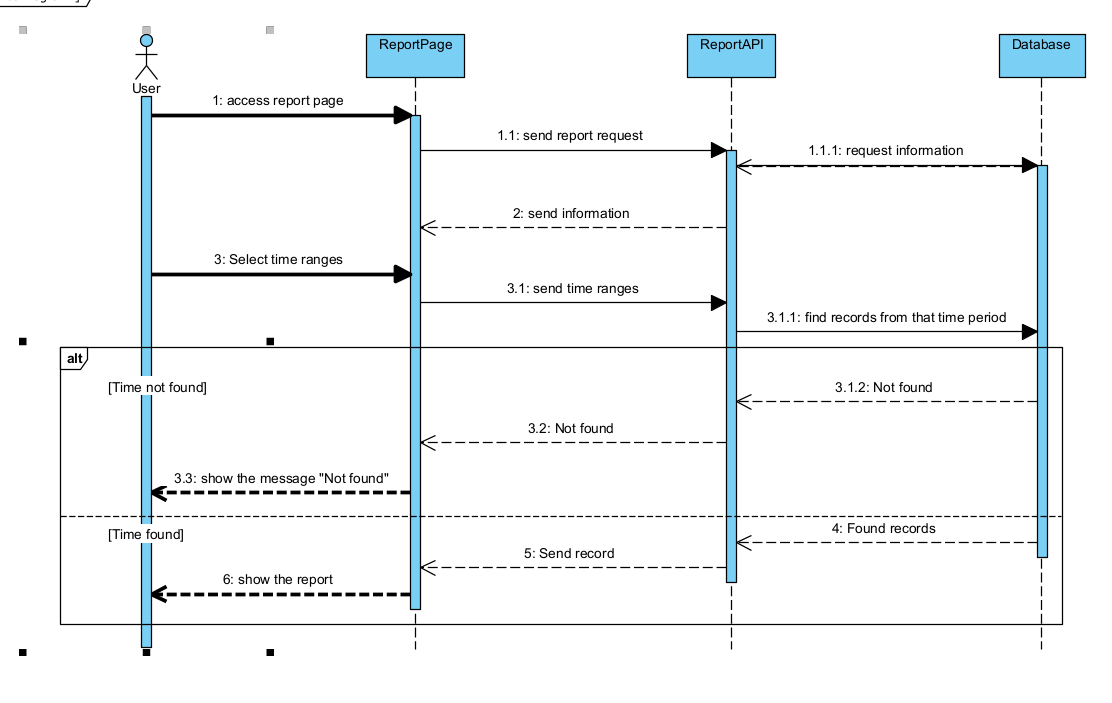 User
ReportPage
ReportAPI
Database
1: access report page
1.1: send report request
1.1.1: request information
2: send information
3: Select time ranges
3.1: send time ranges
3.1.1: find records from that time period
alt
[Time not found]
3.1.2: Not found
3.2: Not found
3.3: show the message "Not found"
[Time found]
4: Found records
5: Send record
6: show the report